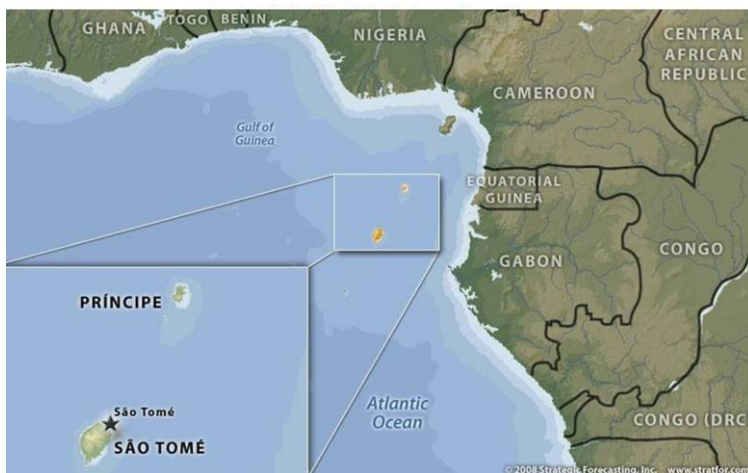 GHANA
TOGO
BENIN
NIGERIA
CENTRAL
AFRICAN
REPUBLIC
CAMEROON
Gulf of
Guinea
EQUATORIAL
GUINEA
GABON
CONGO
PRÍNCIPE
São Tomé
SÃO TOMÉ
Atlantic
Ocean
CONGO (DRC
© 2008 Strategic Forecasting, Inc. www.stratfor.com